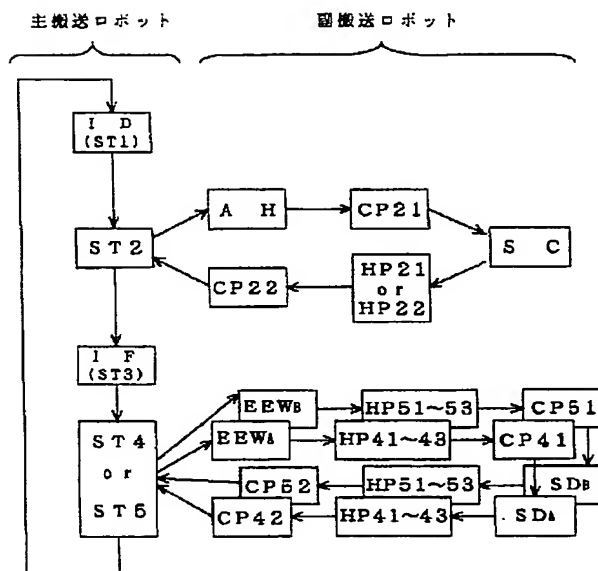 主搬送ロボット
副搬送ロボット
I D
(ST1)
A H
CP21
ST2
S C
CP22
HP21
or
HP22
I F
(ST3)
EEWB
HP51~53
CP51
EEWA
HP41~43
CP41
ST4
or
ST5
CP52
HP51~53
SDB
CP42
HP41~43
SDA